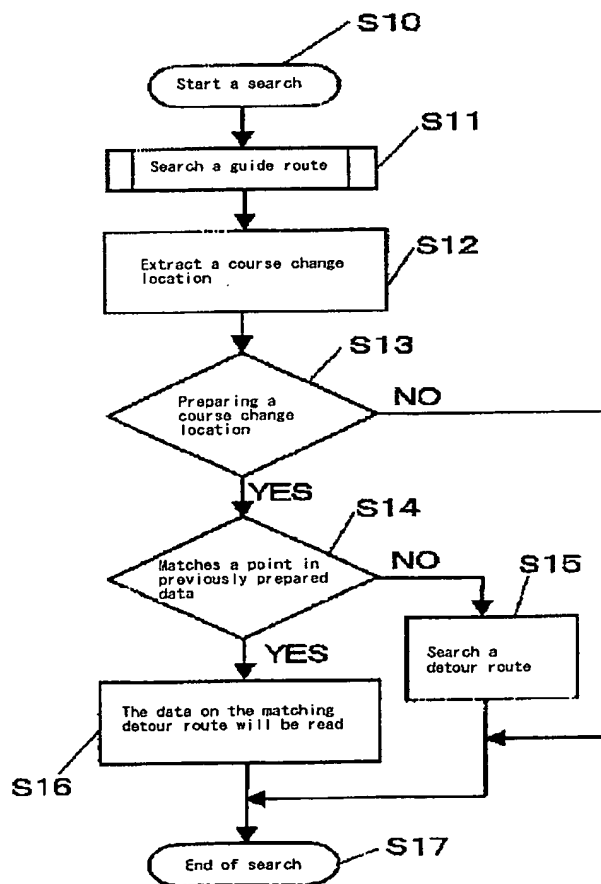 S10
Start a search
S11
Search a guide route
S12
Extract a course change
location
S13
Preparing a
course change
location
NO
YES
S14
Matches a point in
previously prepared
data
NO
S15
YES
Search a
detour route
The data on the matching
detour route will be read
S16
S17
End of search